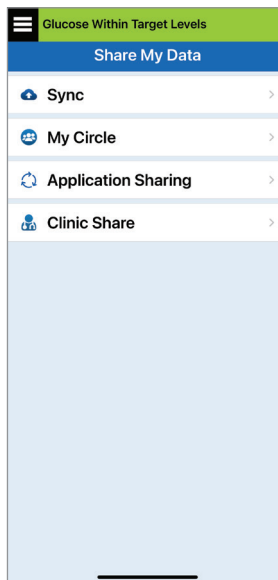 Glucose Within Target Levels
Share My Data
Sync
My Circle
Application Sharing
Clinic Share